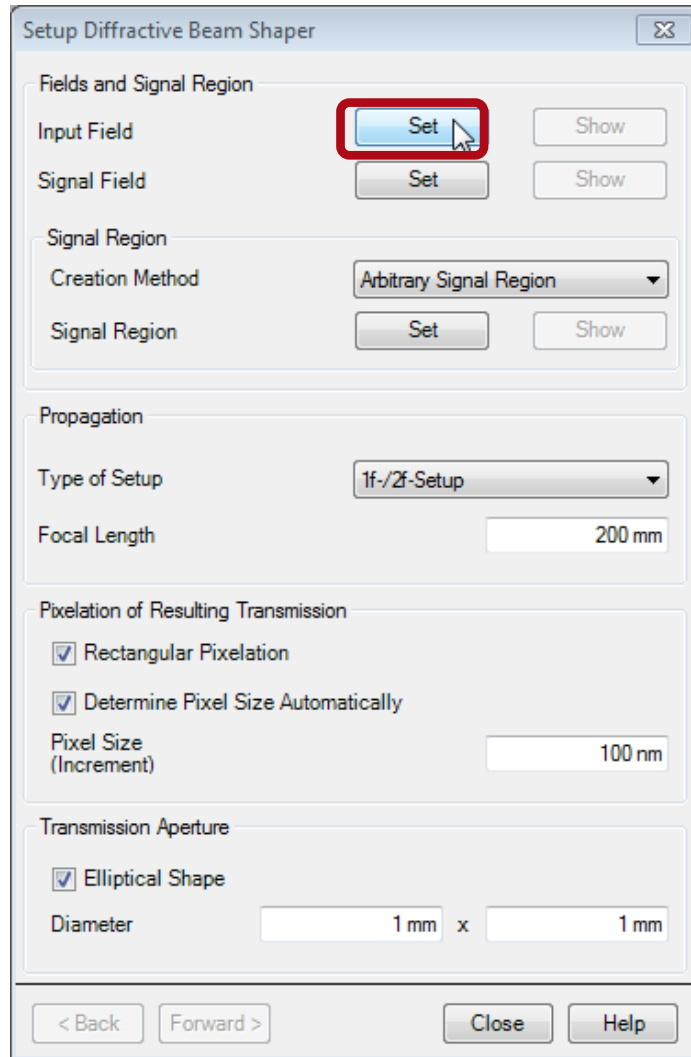 Setup Diffractive Beam Shaper
Fields and Signal Region
Input Field Set Show
Signal Field Set Show
Signal Region
Creation Method Arbitrary Signal Region
Signal Region Set Show
Propagation
Type of Setup 1f-/2f-Setup
Focal Length 200 mm
Pixelation of Resulting Transmission
Rectangular Pixelation
Determine Pixel Size Automatically
Pixel Size
(Increment) 100 nm
Transmission Aperture
Elliptical Shape
Diameter 1 mm x 1 mm
< Back Forward > Close Help